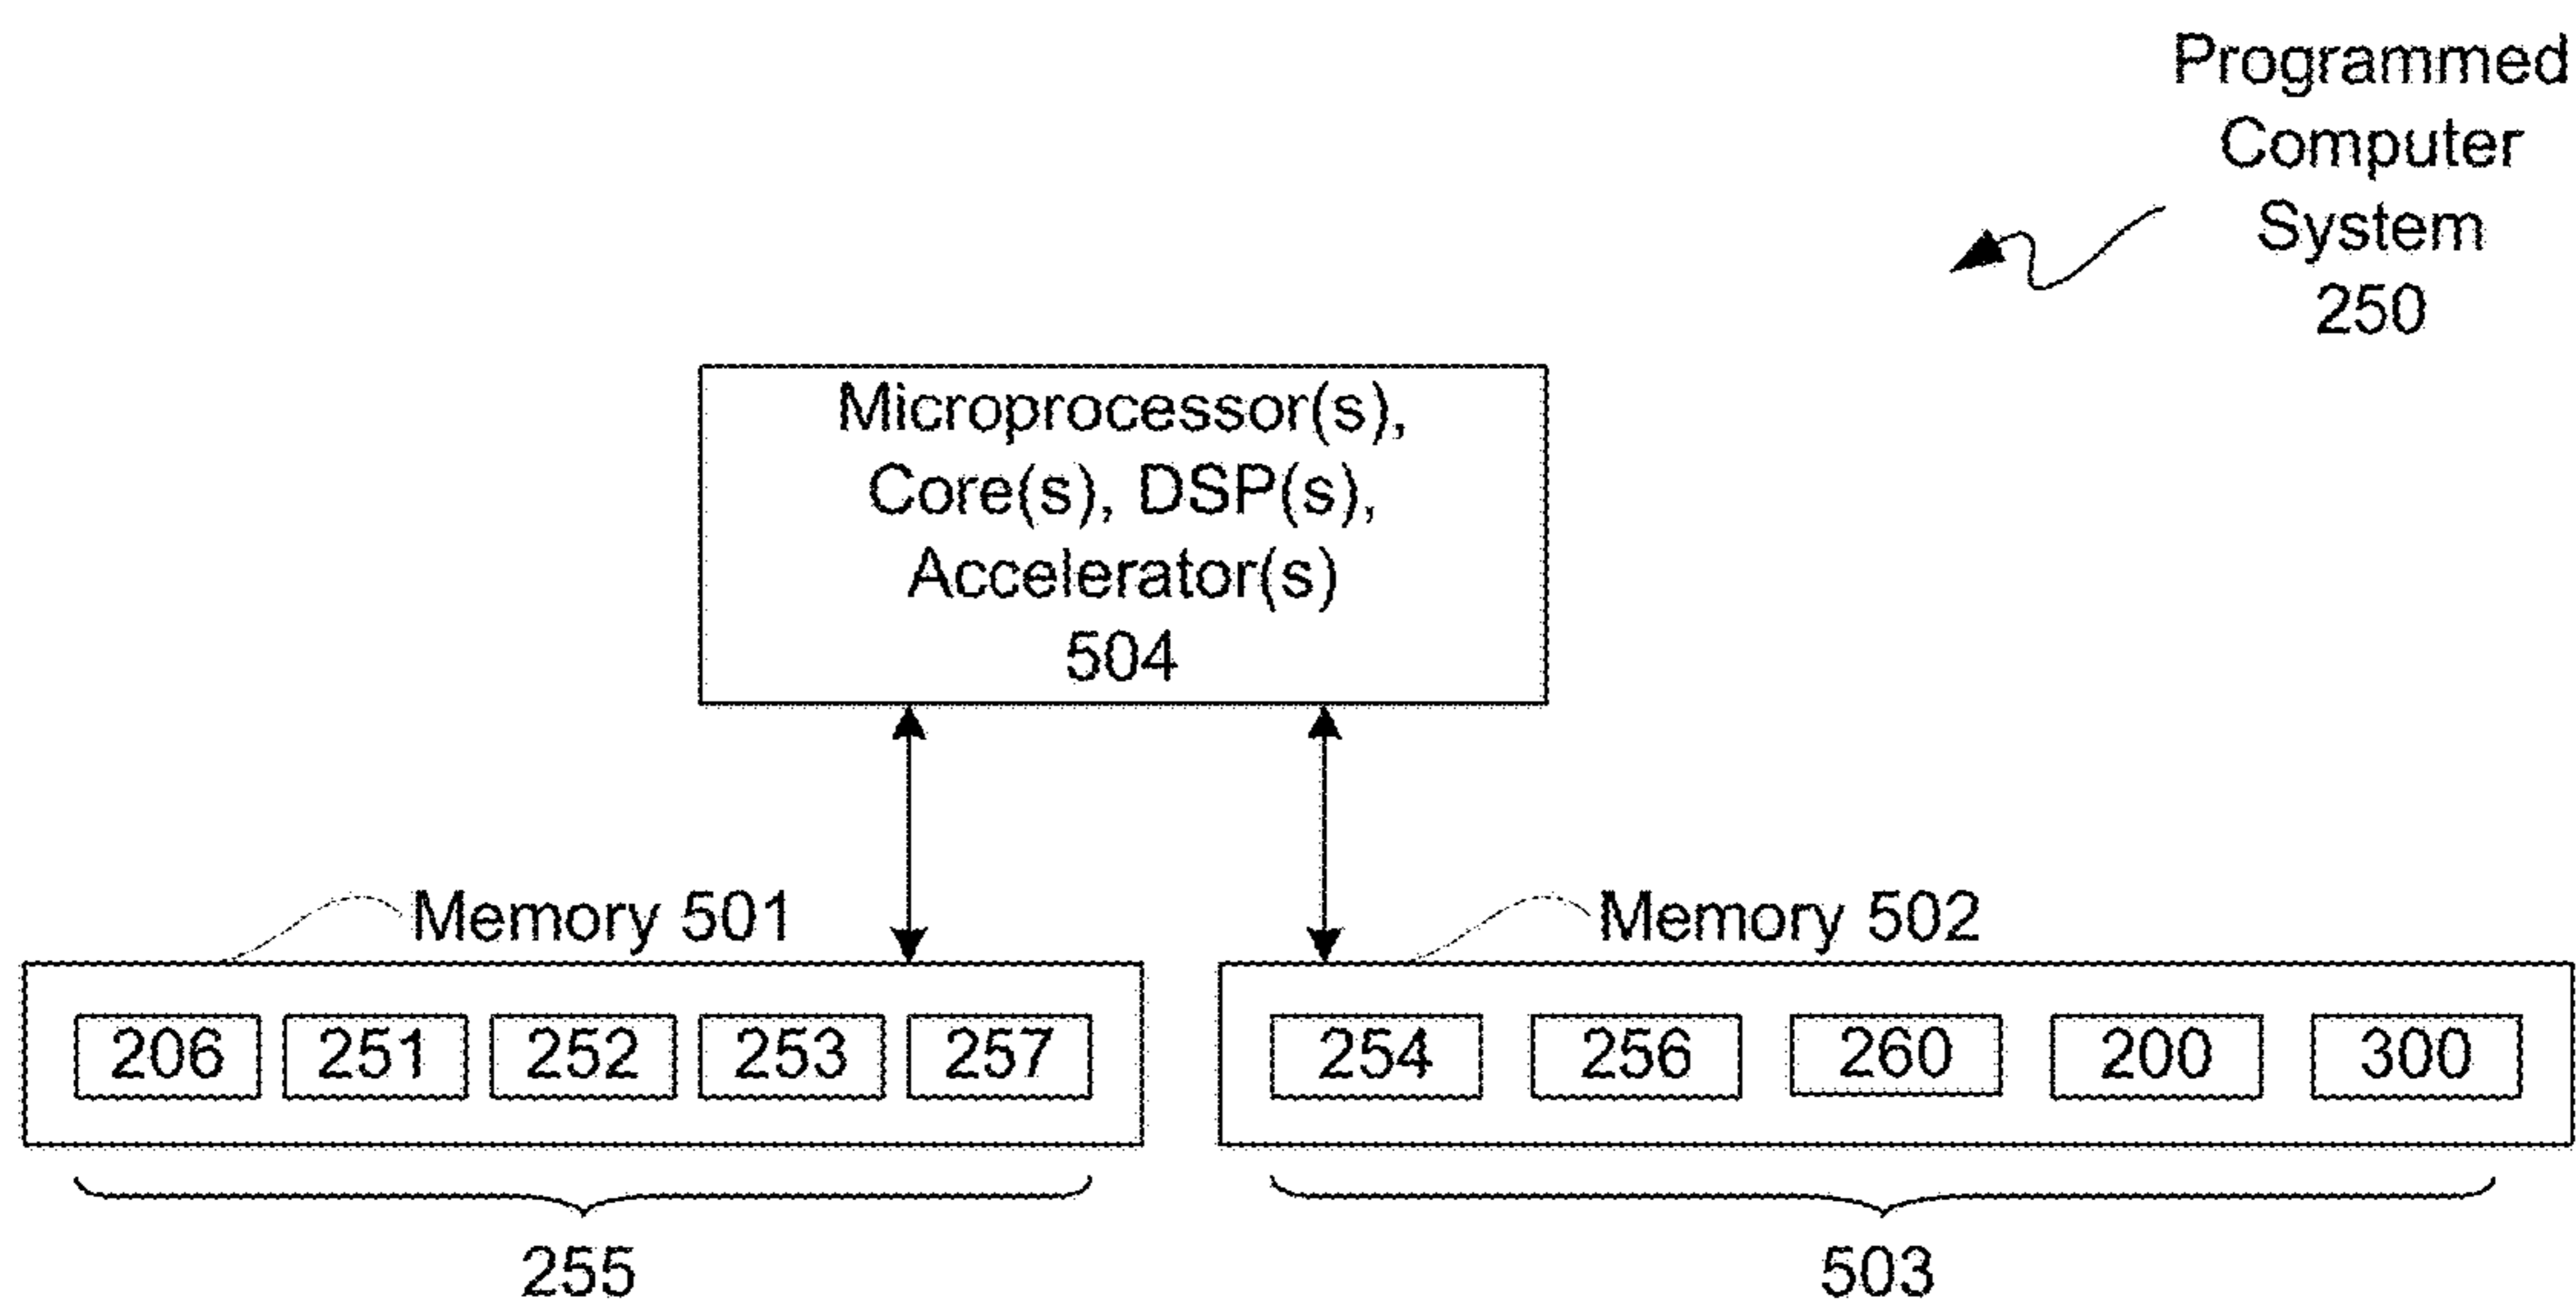 Programmed
Computer
System
250
Microprocessor(s),
Core(s), DSP(s),
Accelerator(s)
504
Memory 501
Memory 502
206 251 252 253 257
254 256 260 200 300
255
503